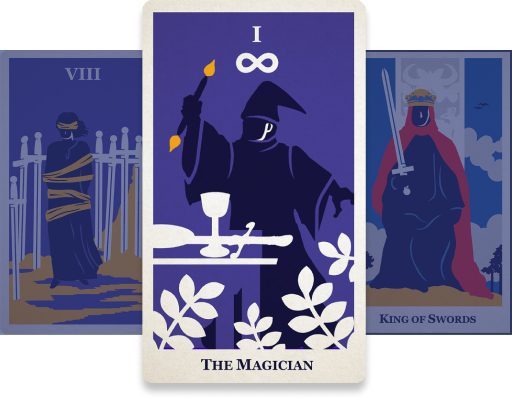 VIII
I
THE MAGICIAN
KING OF SWORDS